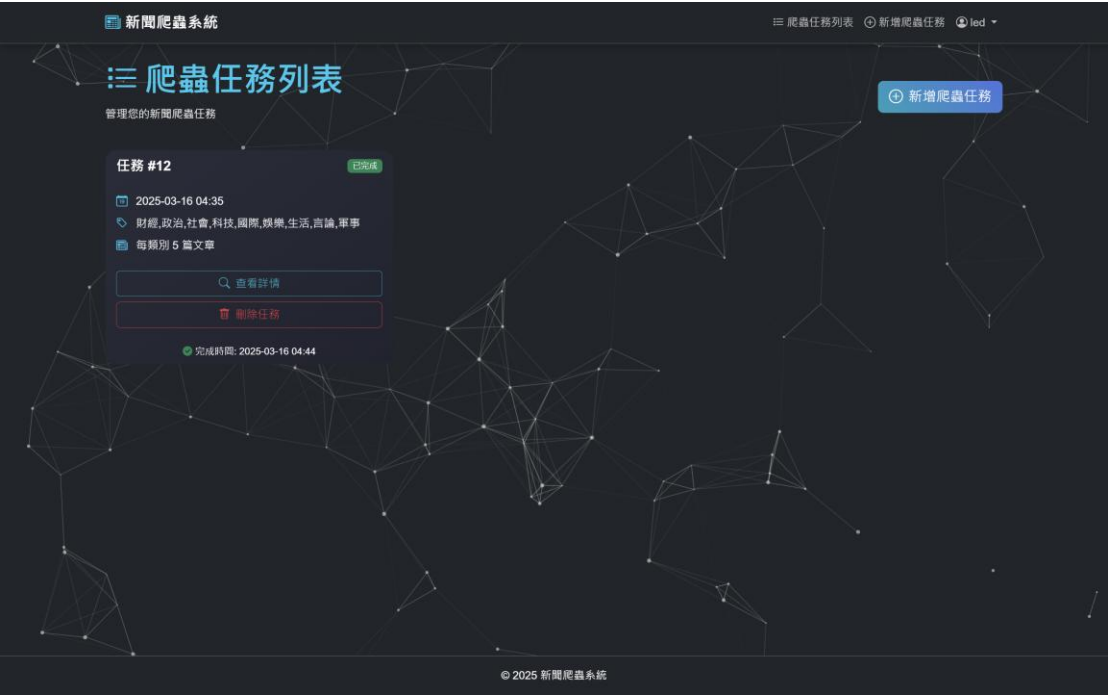 新聞爬蟲系統
爬蟲任務列表 新增爬蟲任務 led
爬蟲任務列表
新增爬蟲任務
管理您的新聞爬蟲任務
任務 #12 已完成
2025-03-16 04:35
財經,政治,社會,科技,國際,娛樂,生活,言論,軍事
每類別 5 篇文章
查看詳情
刪除任務
完成時間: 2025-03-16 04:44
© 2025 新聞爬蟲系統